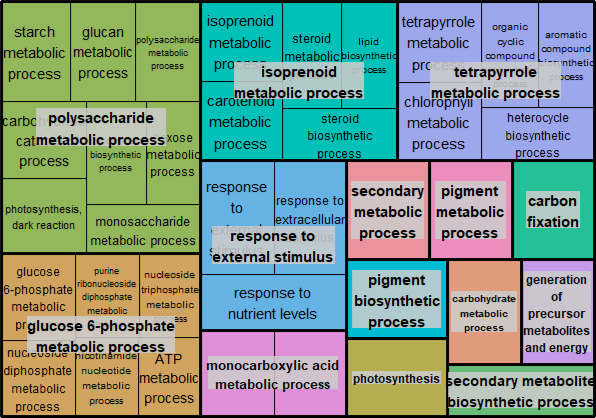 starch
metabolic
process
glucan
metabolic
process
polysaccharide
metabolic
process
polysaccharide
metabolic process
process
biosynthetic
process
metabolic
process
photosynthesis,
dark reaction
monosaccharide
metabolic process
isoprenoid
metabolic
process
steroid
metabolic
process
lipid
biosynthetic
process
isoprenoid
metabolic process
carotenoid
metabolic
process
steroid
biosynthetic
process
tetrapyrrole
metabolic
process
organic
cyclic
compound
aromatic
compound
biosynthetic
process
tetrapyrrole
metabolic process
chlorophyll
metabolic
process
heterocycle
biosynthetic
process
response
to
external
stimulus
response to
extracellular
stimulus
response to
external stimulus
response to
nutrient levels
secondary
metabolic
process
pigment
metabolic
process
carbon
fixation
glucose
6-phosphate
metabolic
process
purine
ribonucleoside
diphosphate
metabolic
nucleoside
triphosphate
metabolic
process
glucose 6-phosphate
metabolic process
nucleoside
diphosphate
metabolic
process
nicotinamide
nucleotide
metabolic
process
ATP
metabolic
process
monocarboxylic acid
metabolic process
pigment
biosynthetic
process
carbohydrate
metabolic
process
generation
of precursor
metabolites
and energy
photosynthesis
secondary metabolite
biosynthetic process